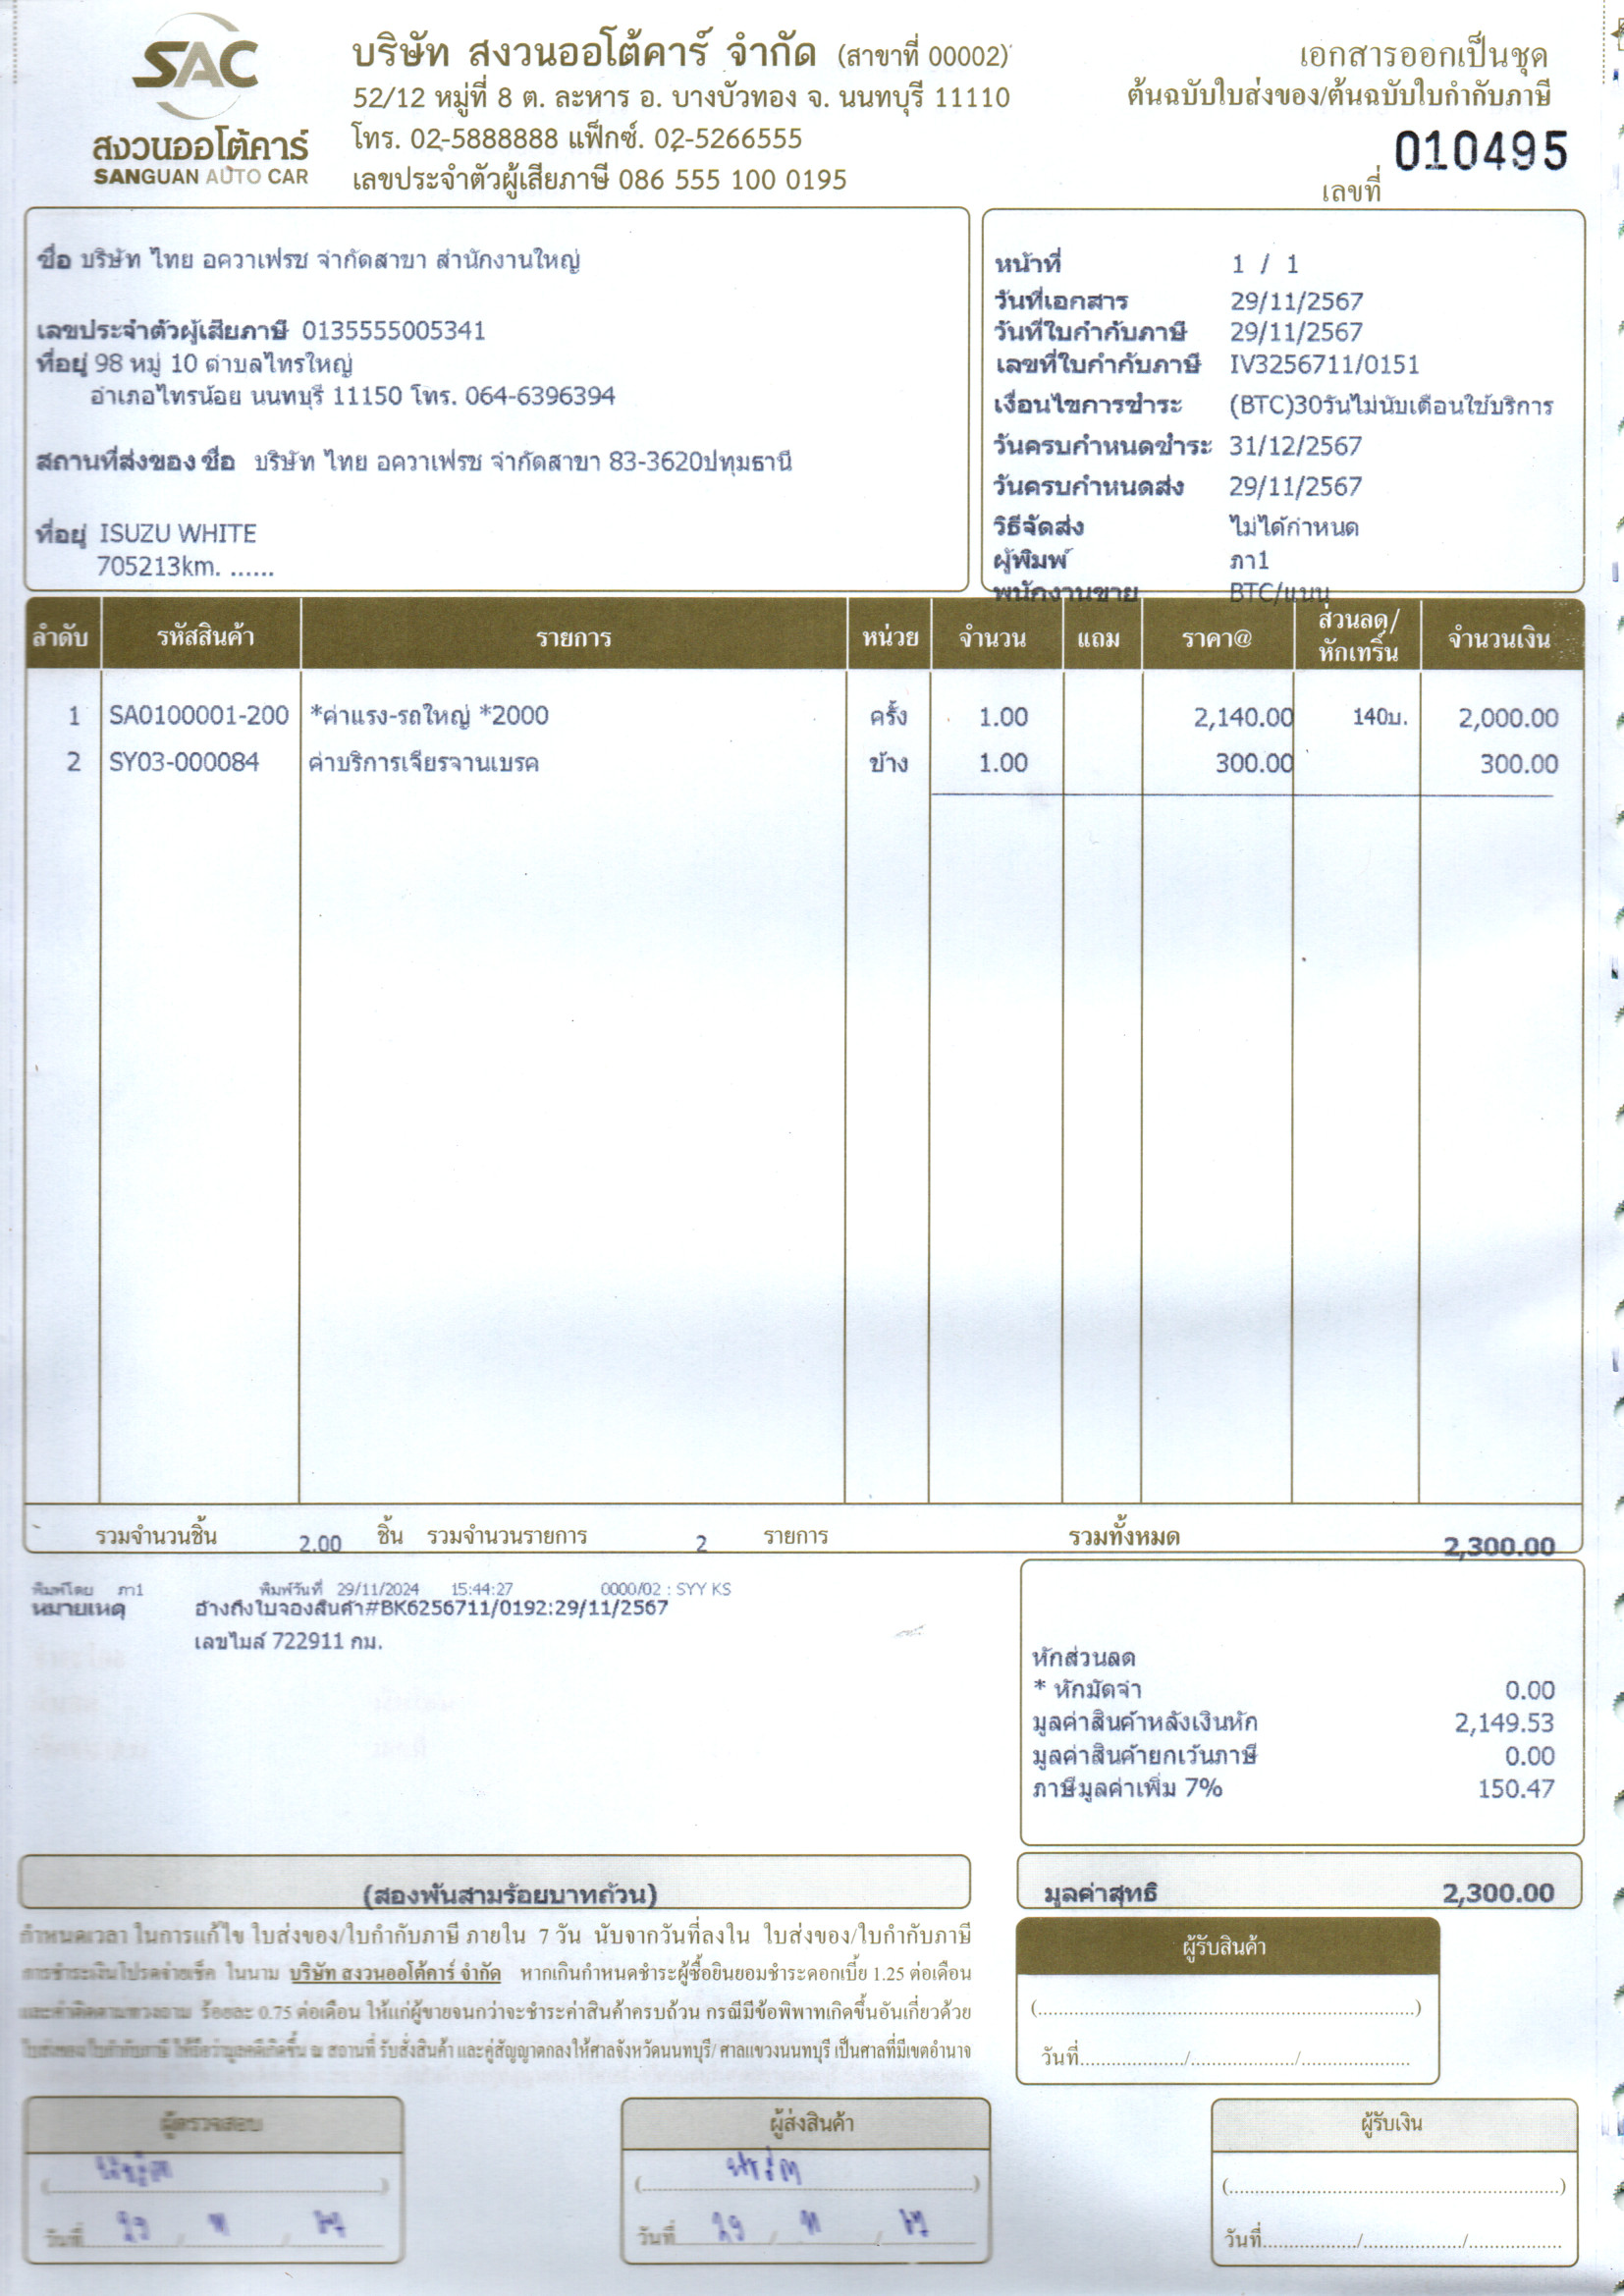 SAC
สงวนออโต้คาร์
SANGUAN AUTO CAR
บริษัท สงวนออโต้คาร์ จำกัด (สาขาที่ 00002)
52/12 หมู่ที่ 8 ต. ละหาร อ. บางบัวทอง จ. นนทบุรี 11110
โทร. 02-5888888 แฟ็กซ์. 02-5266555
เลขประจำตัวผู้เสียภาษี 086 555 100 0195
เอกสารออกเป็นชุด
ต้นฉบับใบส่งของ/ต้นฉบับใบกำกับภาษี
เลขที่ 010495
ชื่อ บริษัท ไทย อควาเฟรช จำกัดสาขา สำนักงานใหญ่
เลขประจำตัวผู้เสียภาษี 0135555005341
ที่อยู่ 98 หมู่ 10 ตำบลไทรใหญ่
อำเภอไทรน้อย นนทบุรี 11150 โทร. 064-6396394
สถานที่ส่งของ ชื่อ บริษัท ไทย อควาเฟรช จำกัดสาขา 83-3620ปทุมธานี
ที่อยู่ ISUZU WHITE
705213km. ......
หน้าที่ 1 / 1
วันที่เอกสาร 29/11/2567
วันที่ใบกำกับภาษี 29/11/2567
เลขที่ใบกำกับภาษี IV3256711/0151
เงื่อนไขการชำระ (BTC)30วันไม่นับเดือนใช้บริการ
วันครบกำหนดชำระ 31/12/2567
วันครบกำหนดส่ง 29/11/2567
วิธีจัดส่ง ไม่ได้กำหนด
ผู้พิมพ์ ภา1
พนักงานขาย BTC/แนน
ลำดับ รหัสสินค้า รายการ หน่วย จำนวน แถม ราคา@ ส่วนลด/หักเทริ์น จำนวนเงิน
1 SA0100001-200 *ค่าแรง-รถใหญ่ *2000 ครั้ง 1.00 2,140.00 140บ. 2,000.00
2 SY03-000084 ค่าบริการเจียรจานเบรค ข้าง 1.00 300.00 300.00
รวมจำนวนชิ้น 2.00 ชิ้น รวมจำนวนรายการ 2 รายการ รวมทั้งหมด 2,300.00
พิมพ์โดย ภา1 พิมพ์วันที่ 29/11/2024 15:44:27 0000/02 : SYY KS
หมายเหตุ อ้างถึงใบจองสินค้า#BK6256711/0192:29/11/2567
เลขไมล์ 722911 กม.
หักส่วนลด
* หักมัดจำ 0.00
มูลค่าสินค้าหลังเงินหัก 2,149.53
มูลค่าสินค้ายกเว้นภาษี 0.00
ภาษีมูลค่าเพิ่ม 7% 150.47
(สองพันสามร้อยบาทถ้วน)
มูลค่าสุทธิ 2,300.00
กำหนดเวลา ในการแก้ไข ใบส่งของ/ใบกำกับภาษี ภายใน 7 วัน นับจากวันที่ลงใน ใบส่งของ/ใบกำกับภาษี
การชำระเงินโปรดจ่ายเช็ค ในนาม บริษัท สงวนออโต้คาร์ จำกัด หากเกินกำหนดชำระผู้ซื้อยินยอมชำระดอกเบี้ย 1.25 ต่อเดือน
และค่าติดตามทวงถาม ร้อยละ 0.75 ต่อเดือน ให้แก่ผู้ขายจนกว่าจะชำระค่าสินค้าครบถ้วน กรณีมีข้อพิพาทเกิดขึ้นอันเกี่ยวด้วย
ใบส่งของ/ใบกำกับภาษี ให้ถือว่ามูลคดีเกิดขึ้น ณ สถานที่ รับสั่งสินค้า และคู่สัญญาตกลงให้ศาลจังหวัดนนทบุรี/ ศาลแขวงนนทบุรี เป็นศาลที่มีเขตอำนาจ
ผู้รับสินค้า
(....................)
วันที่........../........../..........
ผู้ตรวจสอบ
วันที่ 29 / 11 / 67
ผู้ส่งสินค้า
วันที่ 29 / 11 / 67
ผู้รับเงิน
(....................)
วันที่........../........../..........